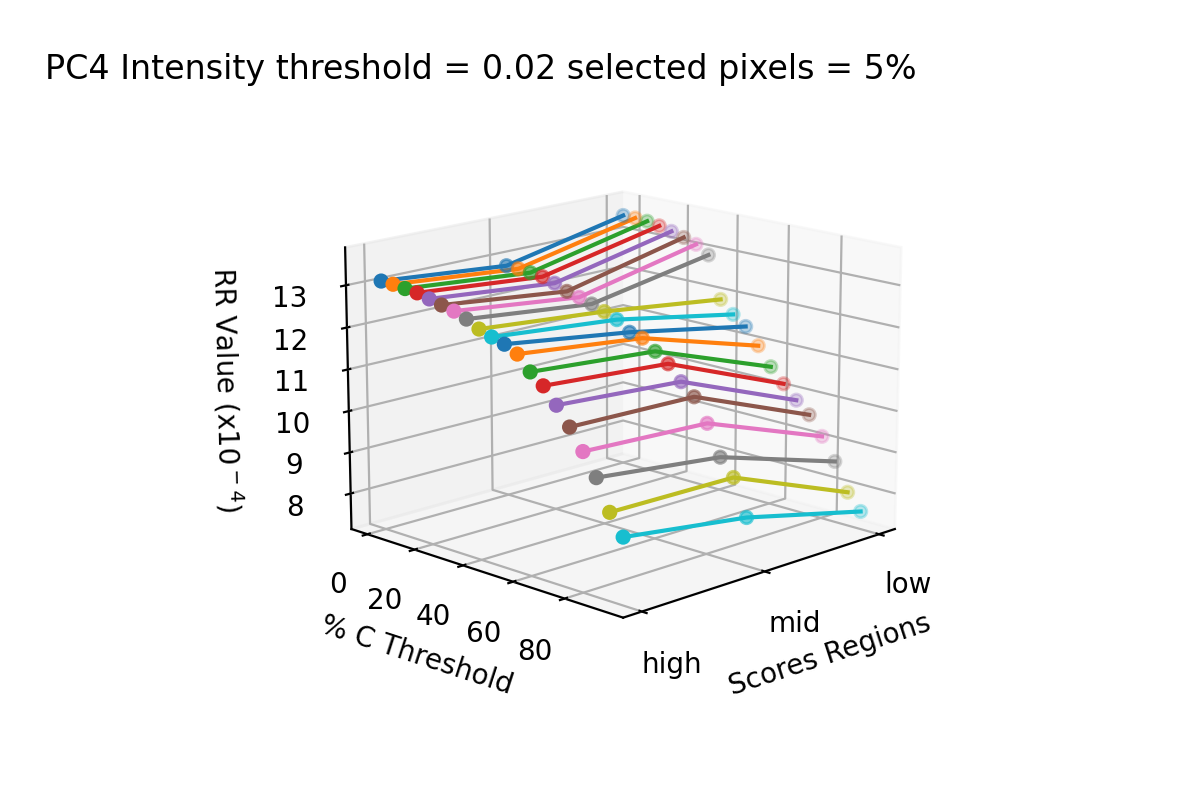 PC4 Intensity threshold = 0.02 selected pixels = 5%
RR Value (x10⁻⁴)
13
12
11
10
9
8
0
20
40
60
80
% C Threshold
high
mid
low
Scores Regions